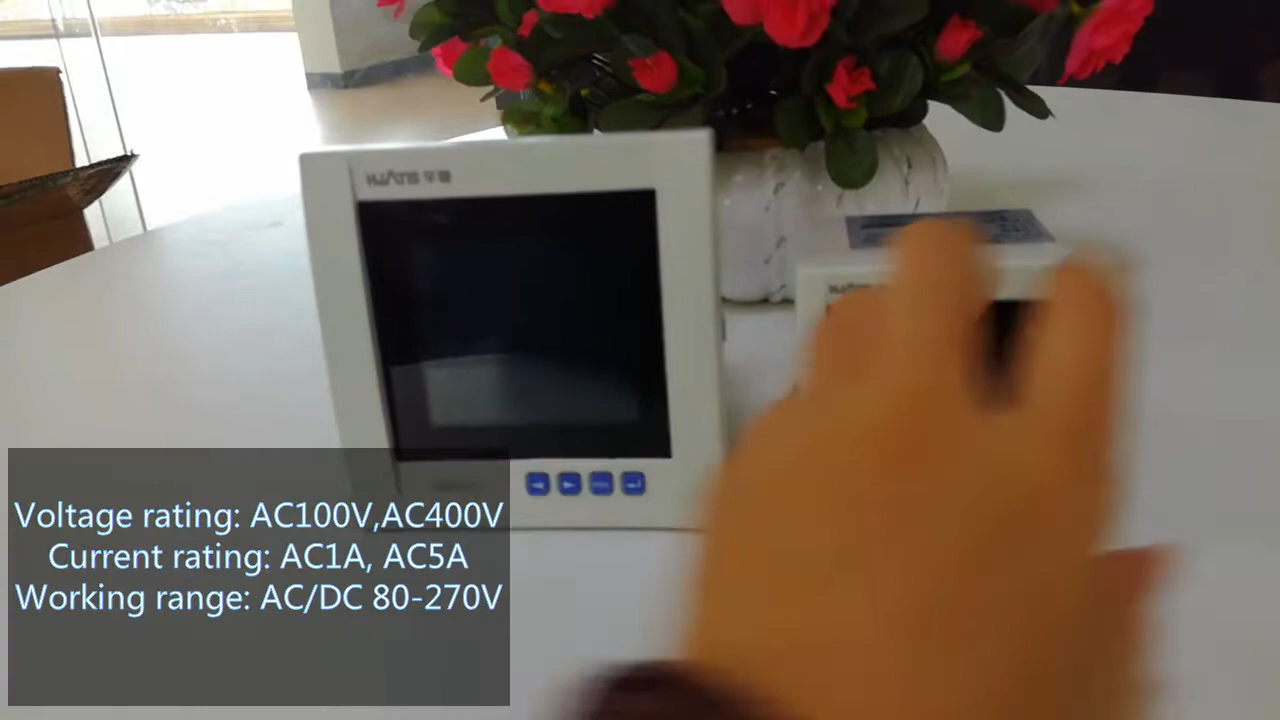 Voltage rating: AC100V,AC400V
Current rating: AC1A, AC5A
Working range: AC/DC 80-270V